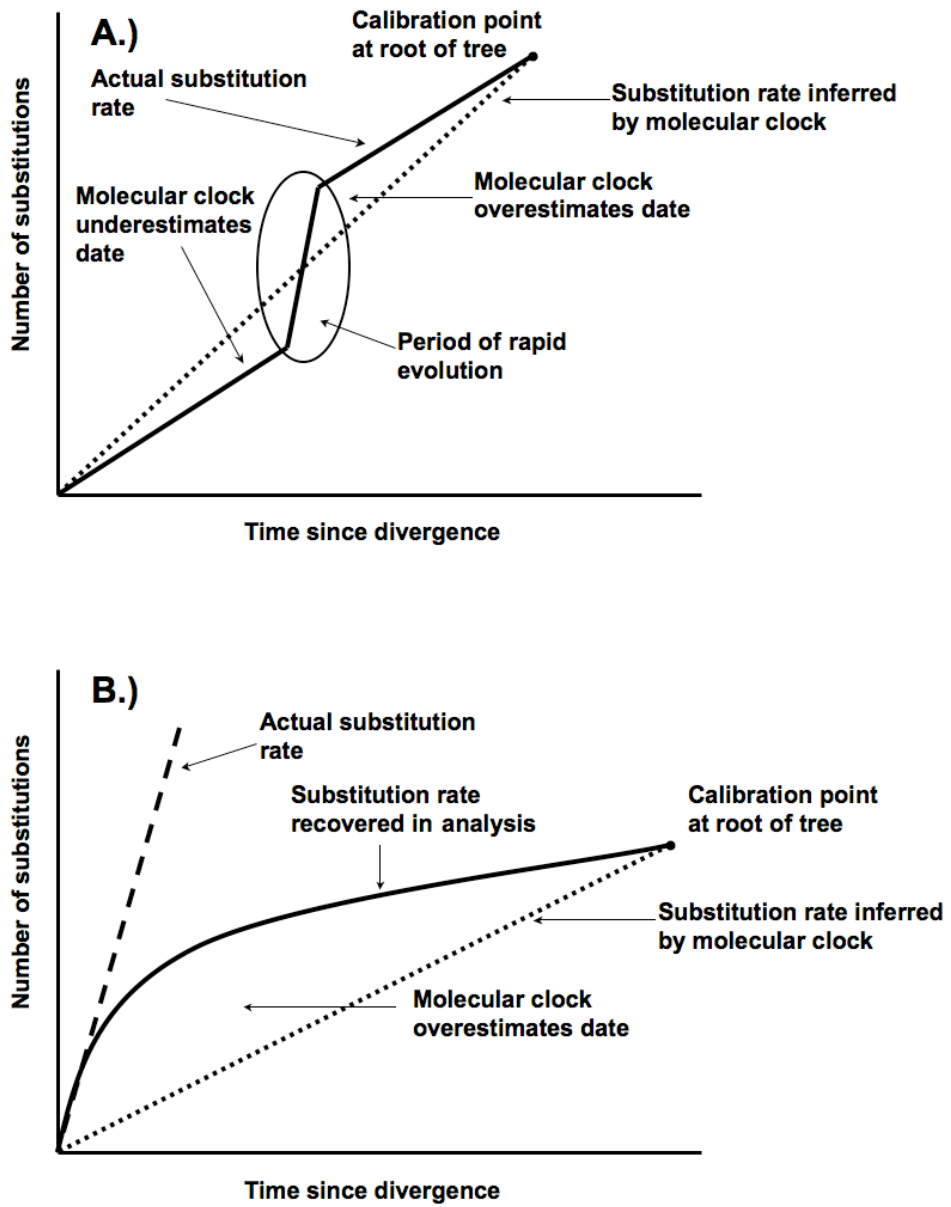 A.)
Calibration point
at root of tree
Actual substitution
rate
Substitution rate inferred
by molecular clock
Molecular clock
underestimates
date
Molecular clock
overestimates date
Period of rapid
evolution
Number of substitutions
Time since divergence
B.)
Actual substitution
rate
Substitution rate
recovered in analysis
Calibration point
at root of tree
Substitution rate inferred
by molecular clock
Molecular clock
overestimates date
Number of substitutions
Time since divergence